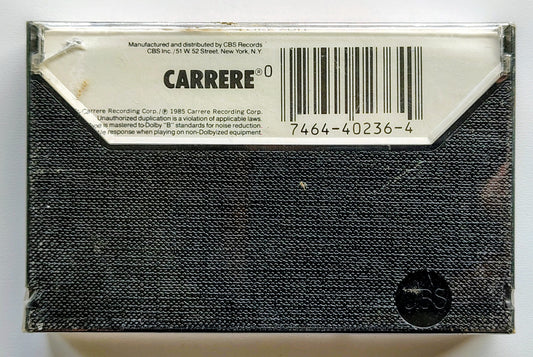 Manufactured and distributed by CBS Records
CBS Inc. / 51 W. 52 Street, New York, N.Y.
CARRERE®
0
7464-40236-4
Carrere Recording Corp. / ℗ 1985 Carrere Recording Corp.
Unauthorized duplication is a violation of applicable laws.
is mastered to Dolby "B" standards for noise reduction.
response when playing on non-Dolbyized equipment.
CBS